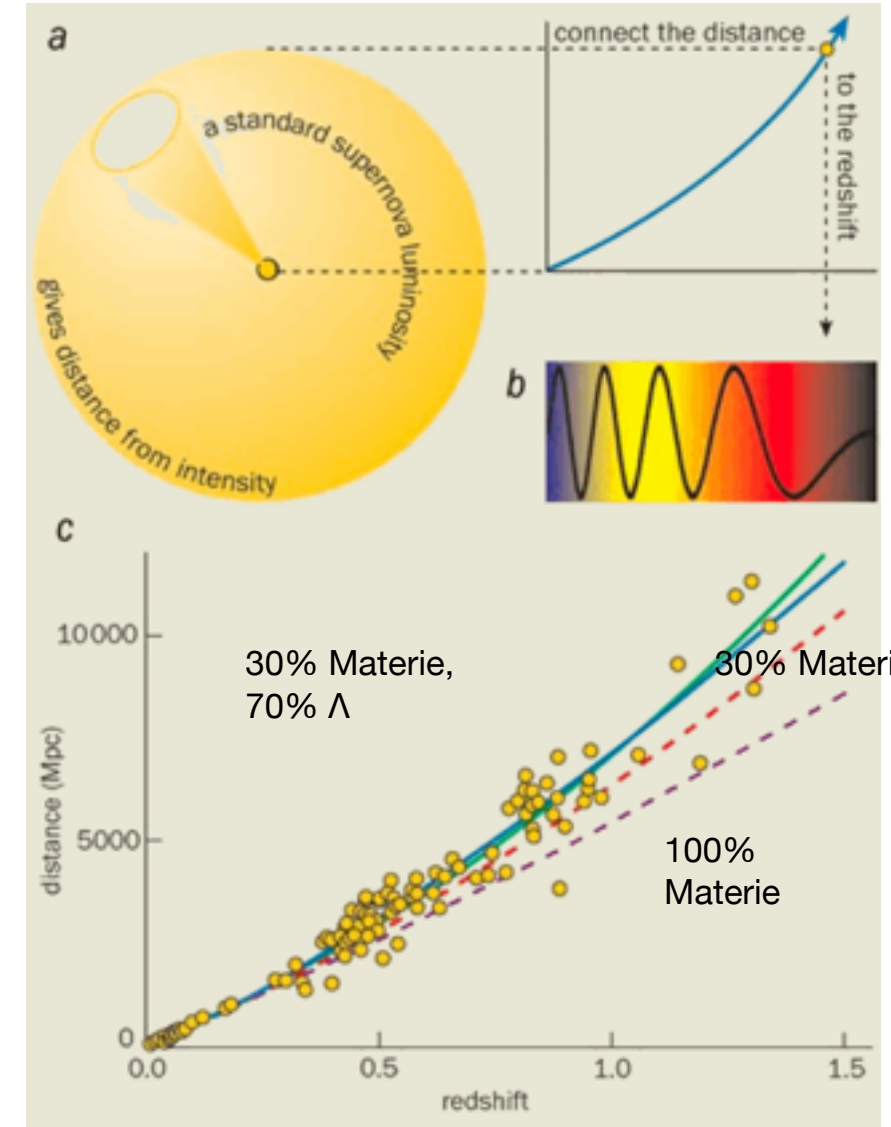 a
connect the distance
to the redshift
a standard supernova luminosity
gives distance from intensity
b
c
10000
30% Materie,
70% Λ
30% Materi
distance (Mpc)
5000
100%
Materie
0
0.0 0.5 1.0 1.5
redshift